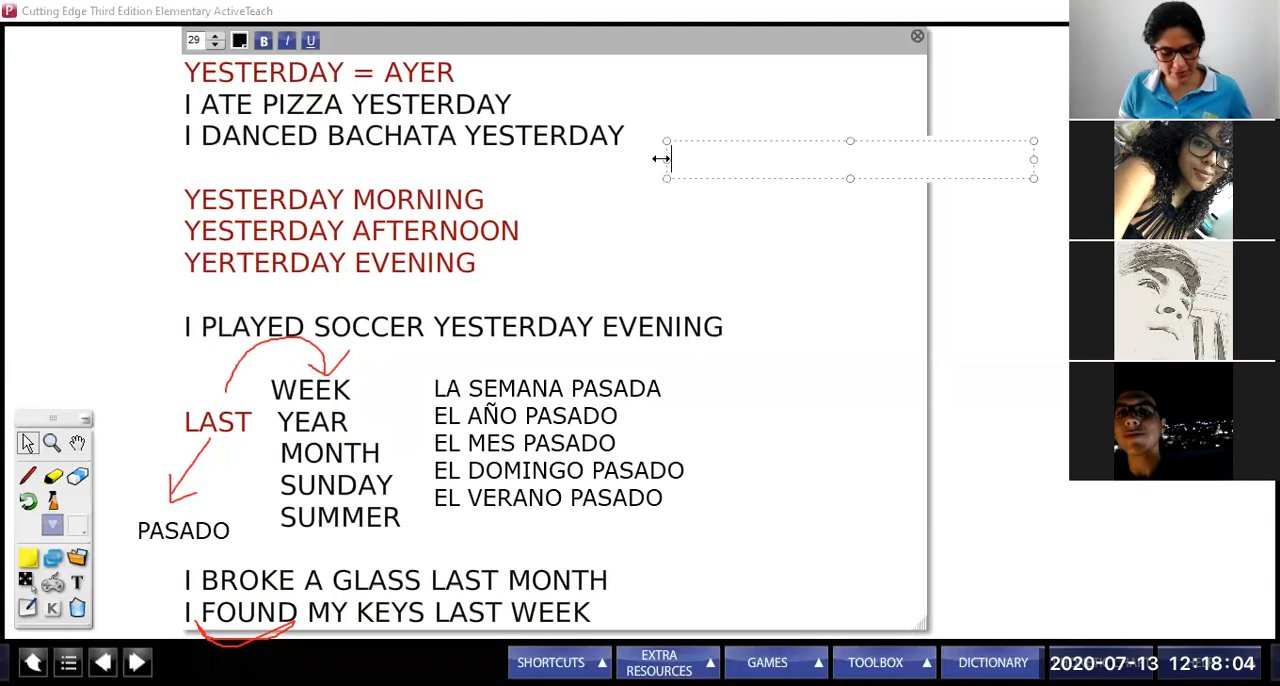 Cutting Edge Third Edition Elementary ActiveTeach
29 B I U
YESTERDAY = AYER
I ATE PIZZA YESTERDAY
I DANCED BACHATA YESTERDAY
YESTERDAY MORNING
YESTERDAY AFTERNOON
YERTERDAY EVENING
I PLAYED SOCCER YESTERDAY EVENING
WEEK LA SEMANA PASADA
LAST YEAR EL AÑO PASADO
MONTH EL MES PASADO
SUNDAY EL DOMINGO PASADO
SUMMER EL VERANO PASADO
PASADO
I BROKE A GLASS LAST MONTH
I FOUND MY KEYS LAST WEEK
T
K
SHORTCUTS EXTRA RESOURCES GAMES TOOLBOX DICTIONARY 2020-07-13 12:18:04